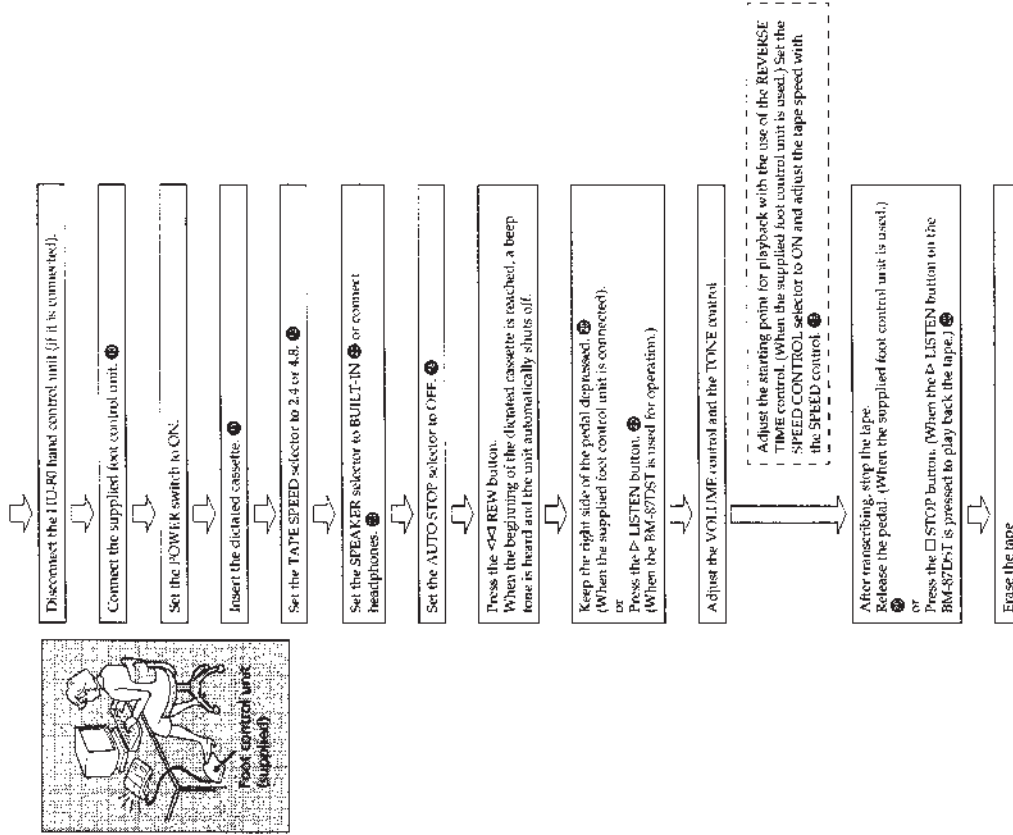 Foot control unit
(supplied)
Disconnect the HU-80 hand control unit (if it is connected).
Connect the supplied foot control unit.
Set the POWER switch to ON.
Insert the dictated cassette.
Set the TAPE SPEED selector to 2.4 or 4.8.
Set the SPEAKER selector to BUILT-IN or connect
headphones.
Set the AUTO STOP selector to OFF.
Press the REW button.
When the beginning of the dictated cassette is reached, a beep
tone is heard and the unit automatically shuts off.
Keep the right side of the pedal depressed.
(When the supplied foot control unit is connected).
or
Press the ▷ LISTEN button.
(When the BM-87DST is used for operation.)
Adjust the VOLUME control and the TONE control
Adjust the starting point for playback with the use of the REVERSE
TIME control. (When the supplied foot control unit is used.) Set the
SPEED CONTROL selector to ON and adjust the tape speed with
the SPEED control.
After transcribing, stop the tape.
Release the pedal. (When the supplied foot control unit is used.)
or
Press the □ STOP button. (When the ▷ LISTEN button on the
BM-87DST is pressed to play back the tape.)
Erase the tape